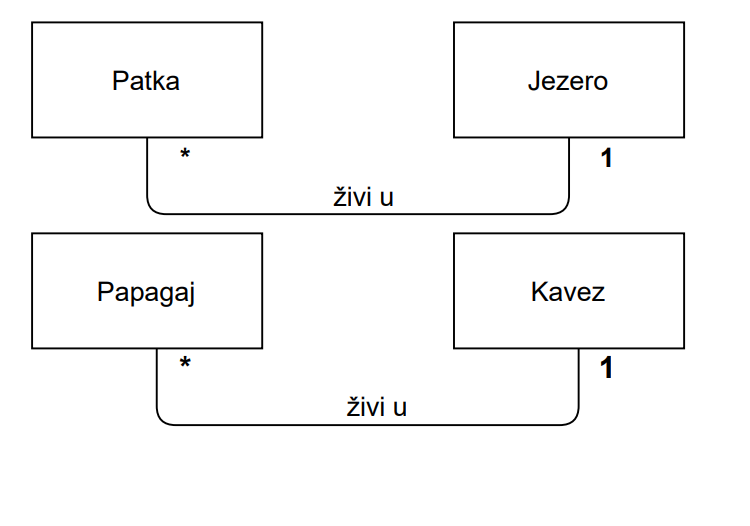 Patka
Jezero
*
1
živi u
Papagaj
Kavez
*
1
živi u